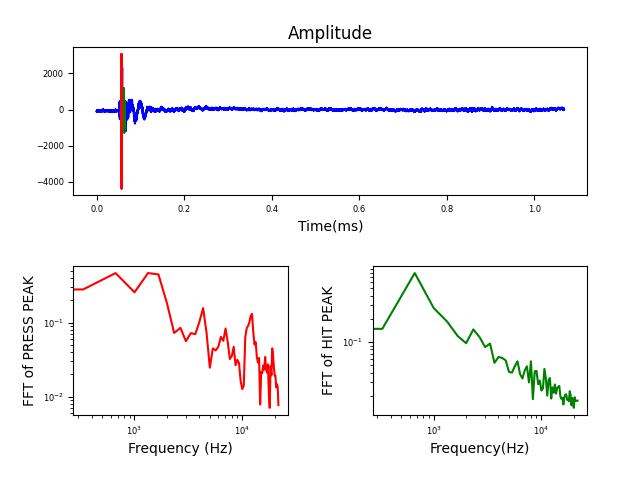 Amplitude
2000
0
−2000
−4000
0.0 0.2 0.4 0.6 0.8 1.0
Time(ms)
FFT of PRESS PEAK
10⁻¹
10⁻²
10³ 10⁴
Frequency (Hz)
FFT of HIT PEAK
10⁻¹
10³ 10⁴
Frequency(Hz)